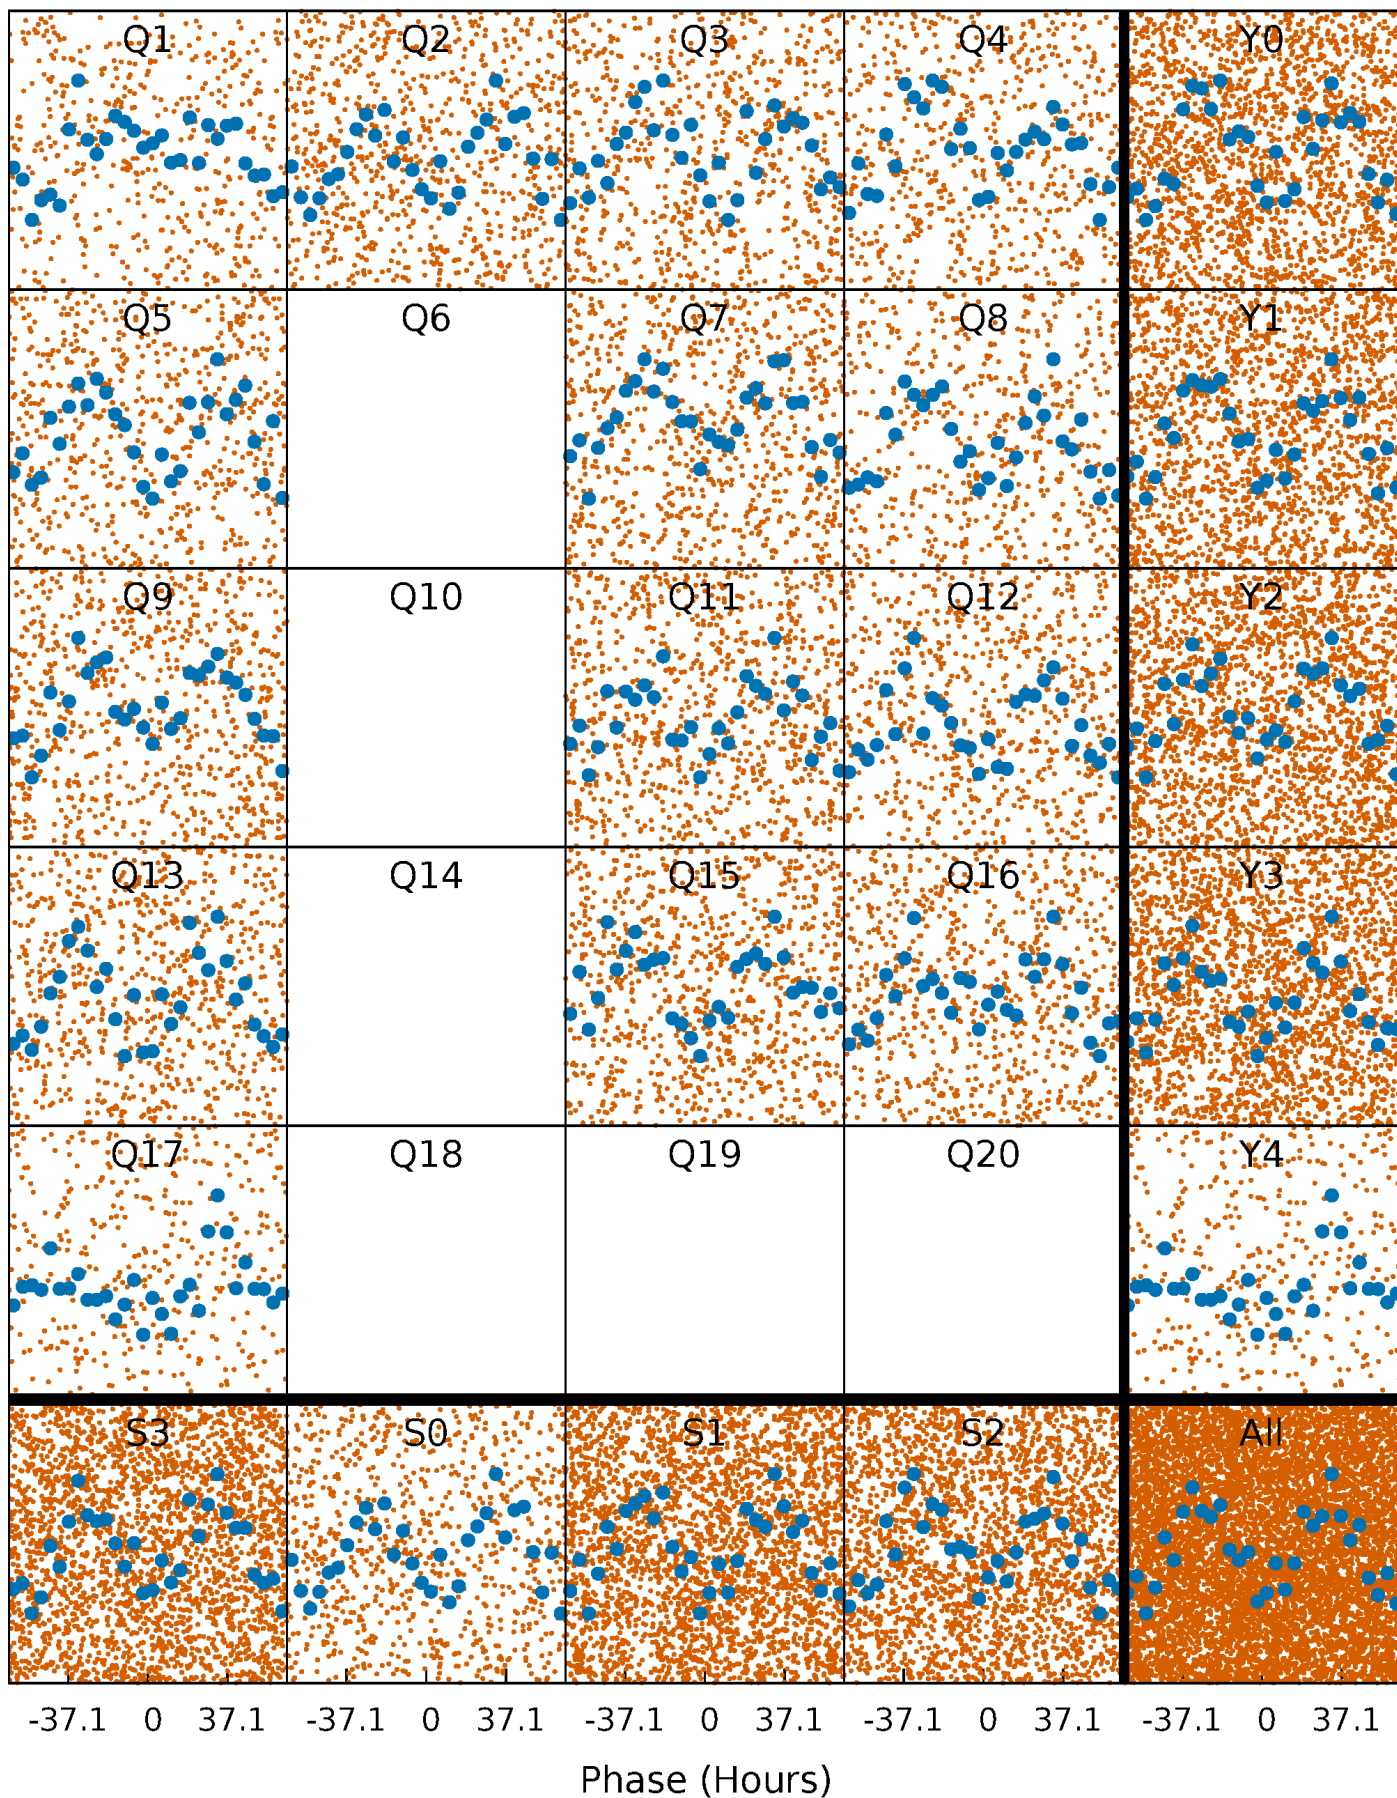 Q1 Q2 Q3 Q4 Y0
Q5 Q6 Q7 Q8 Y1
Q9 Q10 Q11 Q12 Y2
Q13 Q14 Q15 Q16 Y3
Q17 Q18 Q19 Q20 Y4
S3 S0 S1 S2 All
-37.1 0 37.1 -37.1 0 37.1 -37.1 0 37.1 -37.1 0 37.1 -37.1 0 37.1
Phase (Hours)